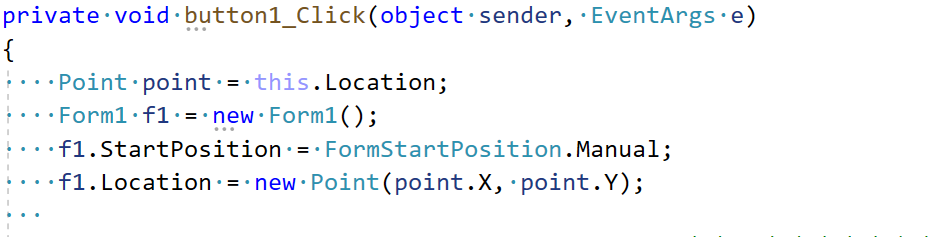 private void button1_Click(object sender, EventArgs e)
{
    Point point = this.Location;
    Form1 f1 = new Form1();
    f1.StartPosition = FormStartPosition.Manual;
    f1.Location = new Point(point.X, point.Y);